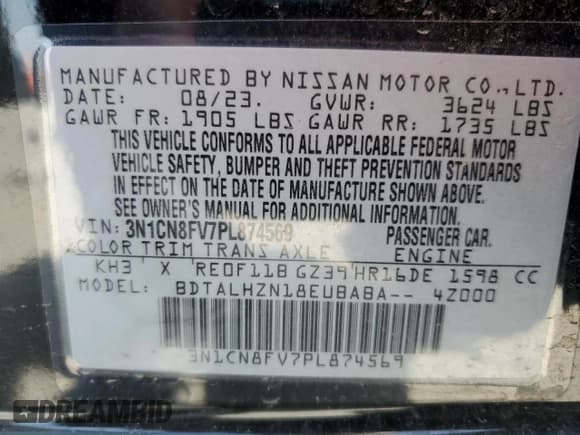 MANUFACTURED BY NISSAN MOTOR CO.,LTD.
DATE: 08/23. GVWR: 3624 LBS
GAWR FR: 1905 LBS GAWR RR: 1735 LBS
THIS VEHICLE CONFORMS TO ALL APPLICABLE FEDERAL MOTOR
VEHICLE SAFETY, BUMPER AND THEFT PREVENTION STANDARDS
IN EFFECT ON THE DATE OF MANUFACTURE SHOWN ABOVE.
SEE OWNER'S MANUAL FOR ADDITIONAL INFORMATION.
VIN: 3N1CN8FV7PL874569 PASSENGER CAR.
COLOR TRIM TRANS AXLE ENGINE
KH3 X RE0F11B GZ39 HR16DE 1598 CC
MODEL: BDTALHZN18EUBABA-- 4Z000
3N1CN8FV7PL874569
DREAMBID